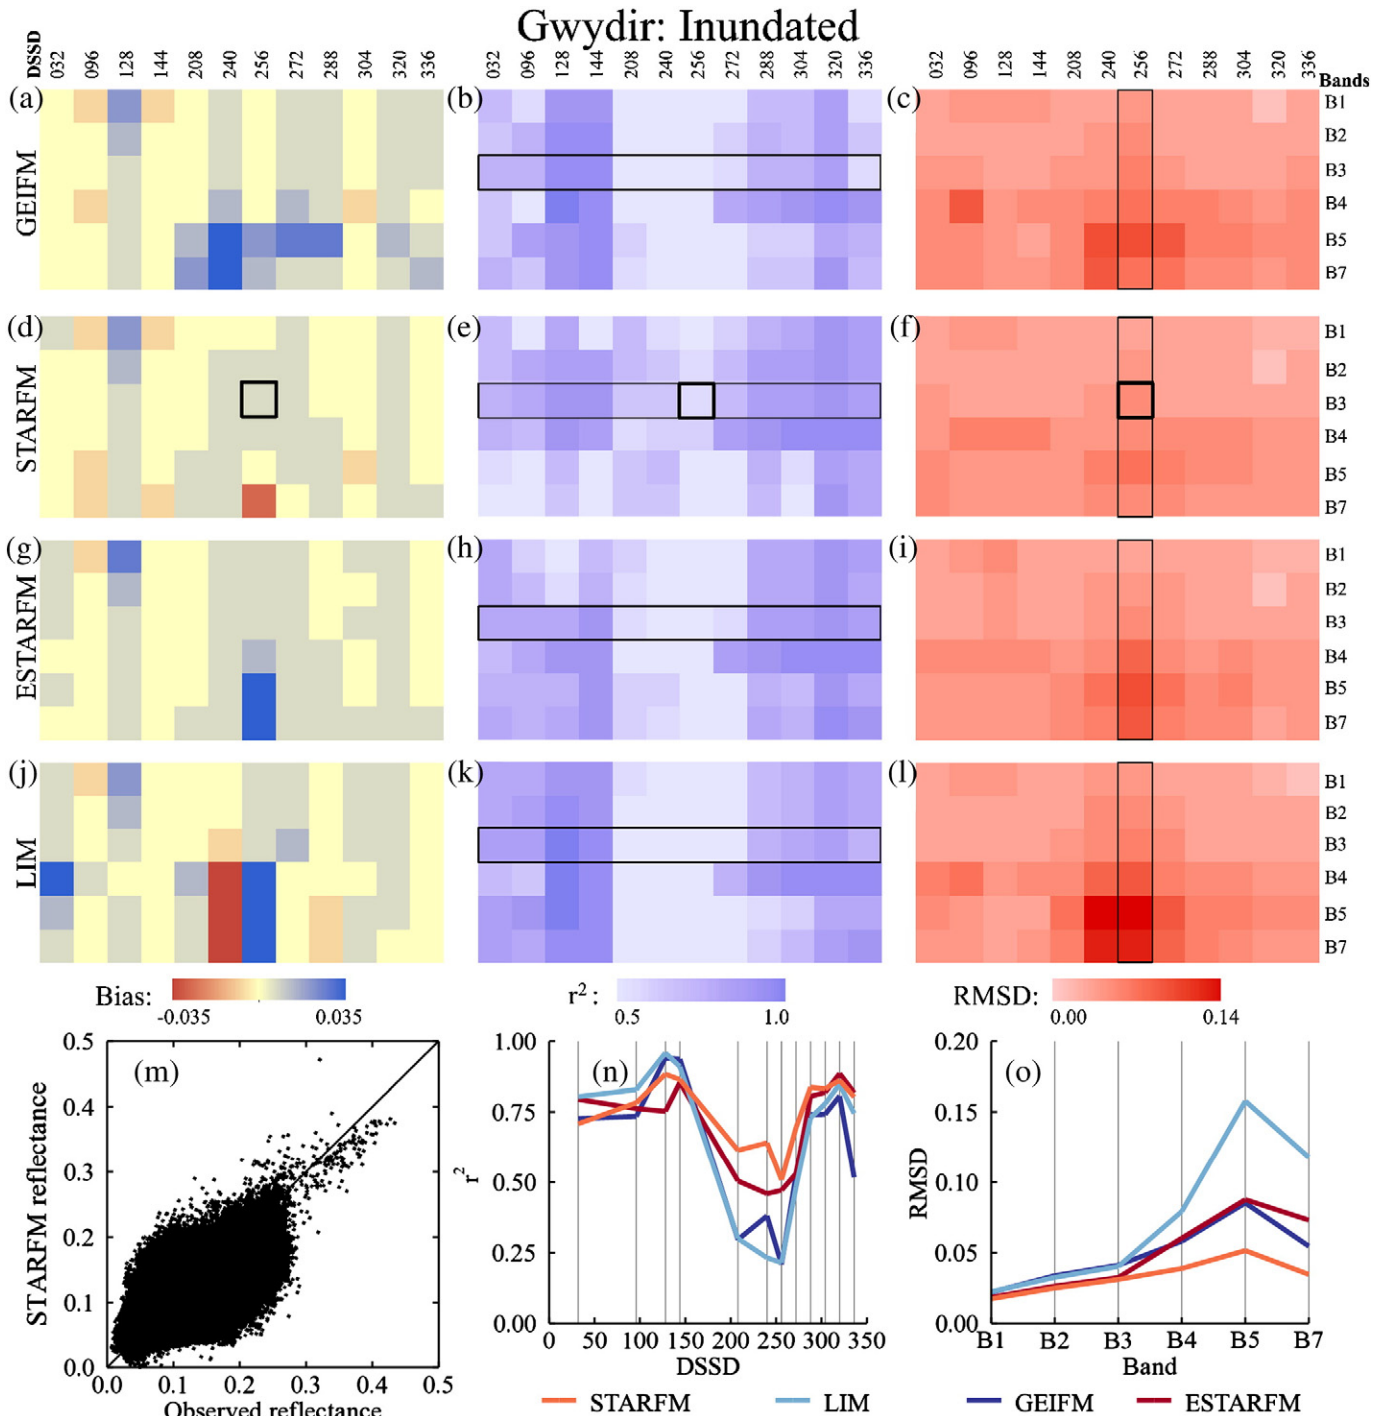 Gwydir: Inundated
DSSD 032 096 128 144 208 240 256 272 288 304 320 336
032 096 128 144 208 240 256 272 288 304 320 336
032 096 128 144 208 240 256 272 288 304 320 336
Bands
(a) (b) (c)
GEIFM
B1
B2
B3
B4
B5
B7
(d) (e) (f)
STARFM
B1
B2
B3
B4
B5
B7
(g) (h) (i)
ESTARFM
B1
B2
B3
B4
B5
B7
(j) (k) (l)
LIM
B1
B2
B3
B4
B5
B7
Bias: -0.035 0.035
r²: 0.5 1.0
RMSD: 0.00 0.14
(m)
STARFM reflectance
0.5
0.4
0.3
0.2
0.1
0.0
0.0 0.1 0.2 0.3 0.4 0.5
Observed reflectance
(n)
r²
1.00
0.75
0.50
0.25
0.00
0 50 100 150 200 250 300 350
DSSD
(o)
RMSD
0.20
0.15
0.10
0.05
0.00
B1 B2 B3 B4 B5 B7
Band
STARFM LIM GEIFM ESTARFM